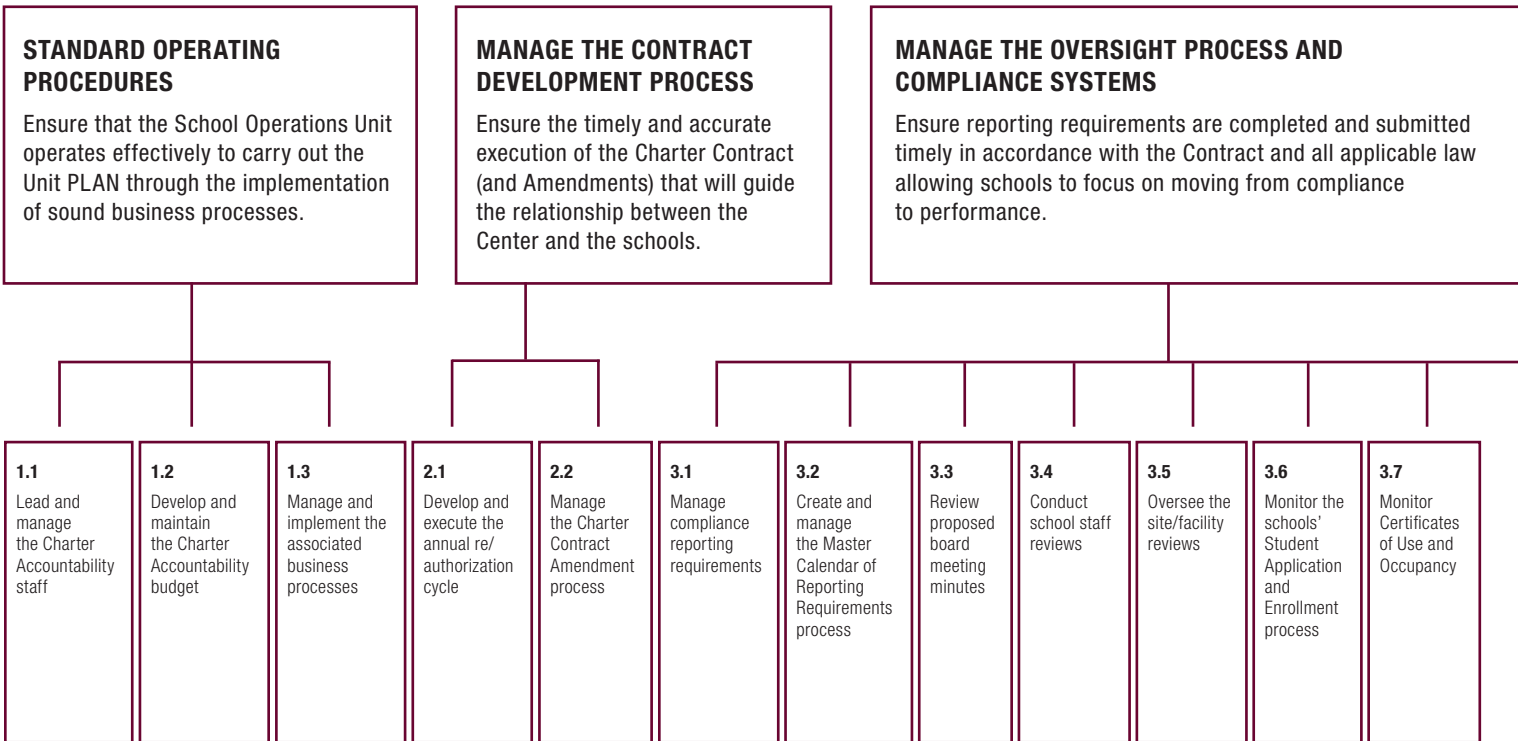 STANDARD OPERATING
PROCEDURES
Ensure that the School Operations Unit
operates effectively to carry out the
Unit PLAN through the implementation
of sound business processes.
MANAGE THE CONTRACT
DEVELOPMENT PROCESS
Ensure the timely and accurate
execution of the Charter Contract
(and Amendments) that will guide
the relationship between the
Center and the schools.
MANAGE THE OVERSIGHT PROCESS AND
COMPLIANCE SYSTEMS
Ensure reporting requirements are completed and submitted
timely in accordance with the Contract and all applicable law
allowing schools to focus on moving from compliance
to performance.
1.1
Lead and
manage
the Charter
Accountability
staff
1.2
Develop and
maintain
the Charter
Accountability
budget
1.3
Manage and
implement the
associated
business
processes
2.1
Develop and
execute the
annual re/
authorization
cycle
2.2
Manage
the Charter
Contract
Amendment
process
3.1
Manage
compliance
reporting
requirements
3.2
Create and
manage
the Master
Calendar of
Reporting
Requirements
process
3.3
Review
proposed
board
meeting
minutes
3.4
Conduct
school staff
reviews
3.5
Oversee the
site/facility
reviews
3.6
Monitor the
schools’
Student
Application
and
Enrollment
process
3.7
Monitor
Certificates
of Use and
Occupancy